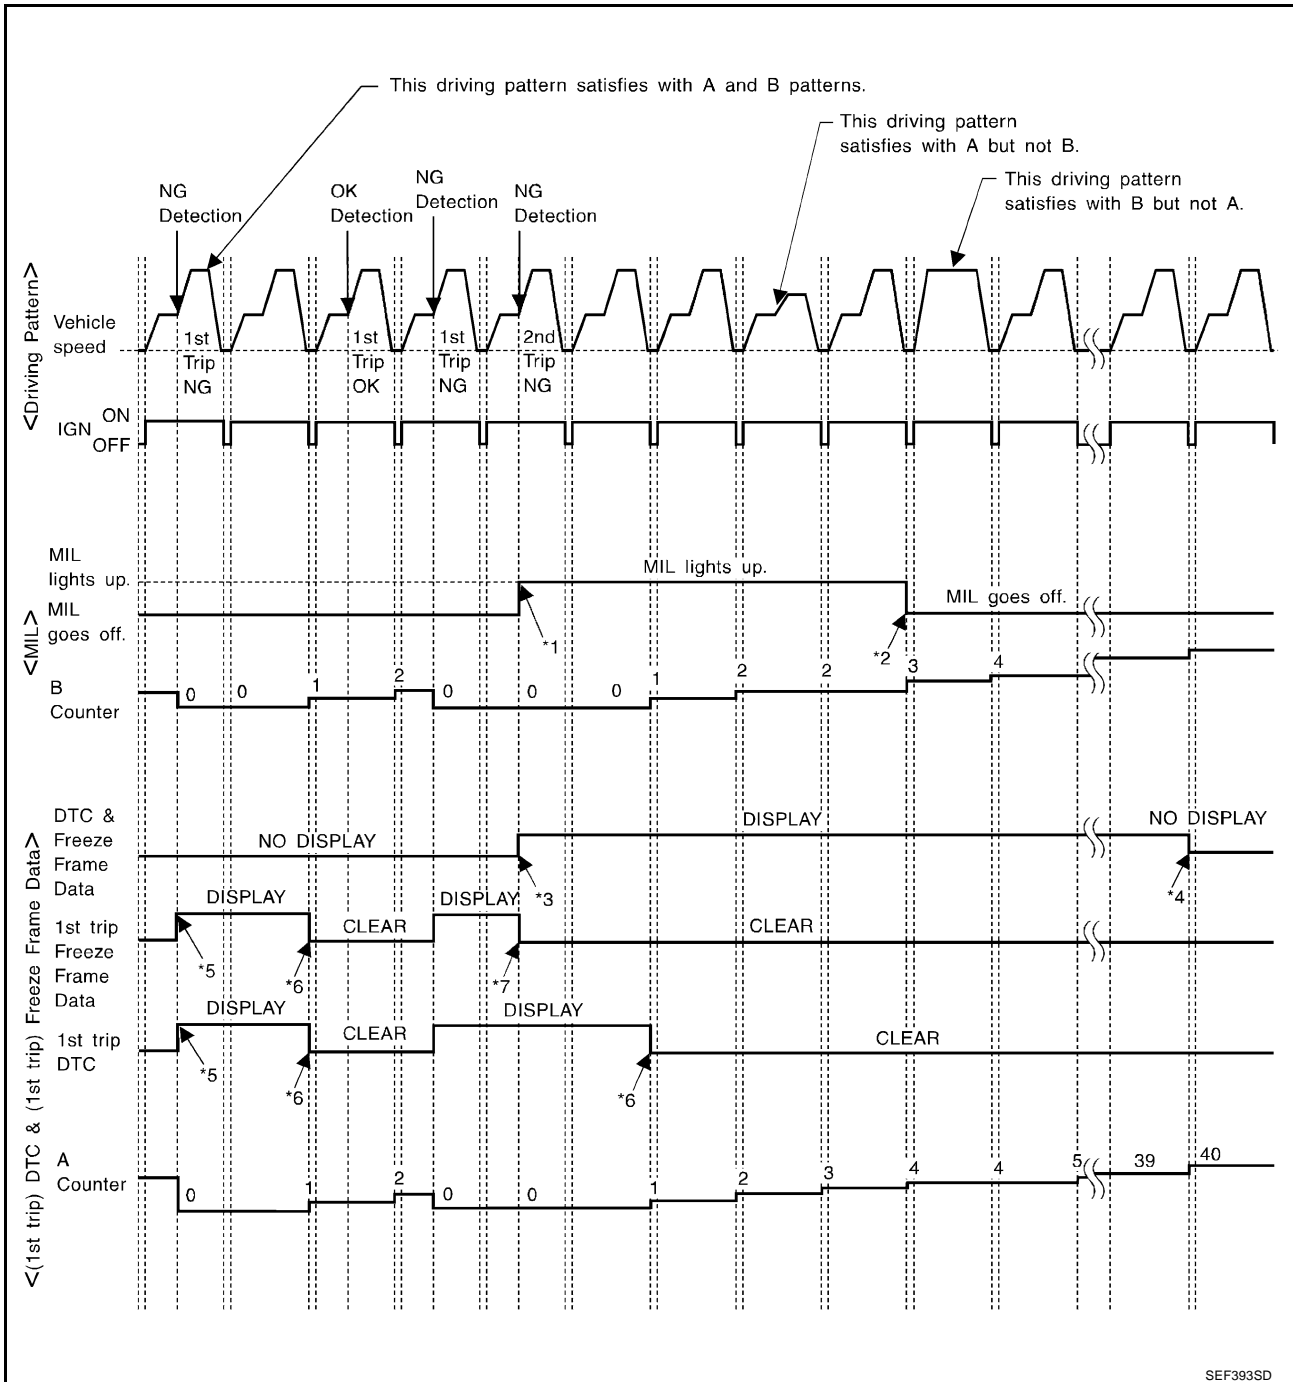 This driving pattern satisfies with A and B patterns.
This driving pattern
satisfies with A but not B.
This driving pattern
satisfies with B but not A.
NG
Detection
OK
Detection
NG
Detection
NG
Detection
<Driving Pattern>
Vehicle
speed
1st
Trip
NG
1st
Trip
OK
1st
Trip
NG
2nd
Trip
NG
IGN
ON
OFF
<MIL>
MIL
lights up.
MIL
goes off.
MIL lights up.
MIL goes off.
*1
*2
B
Counter
0 0 1 2 0 0 0 1 2 2 3 4
<(1st trip) DTC & (1st trip) Freeze Frame Data>
DTC &
Freeze
Frame
Data
NO DISPLAY
DISPLAY
NO DISPLAY
*3
*4
1st trip
Freeze
Frame
Data
DISPLAY
CLEAR
DISPLAY
CLEAR
*5
*6
*7
1st trip
DTC
DISPLAY
CLEAR
DISPLAY
CLEAR
*5
*6
*6
A
Counter
0 1 2 0 0 1 2 3 4 4 5 39 40
SEF393SD